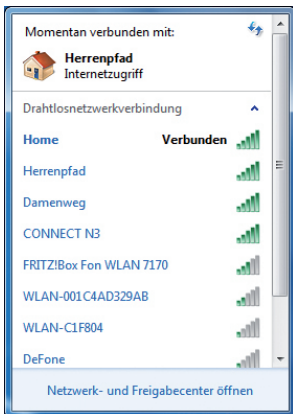 Momentan verbunden mit:
Herrenpfad
Internetzugriff
Drahtlosnetzwerkverbindung
Home Verbunden
Herrenpfad
Damenweg
CONNECT N3
FRITZ!Box Fon WLAN 7170
WLAN-001C4AD329AB
WLAN-C1F804
DeFone
Netzwerk- und Freigabecenter öffnen